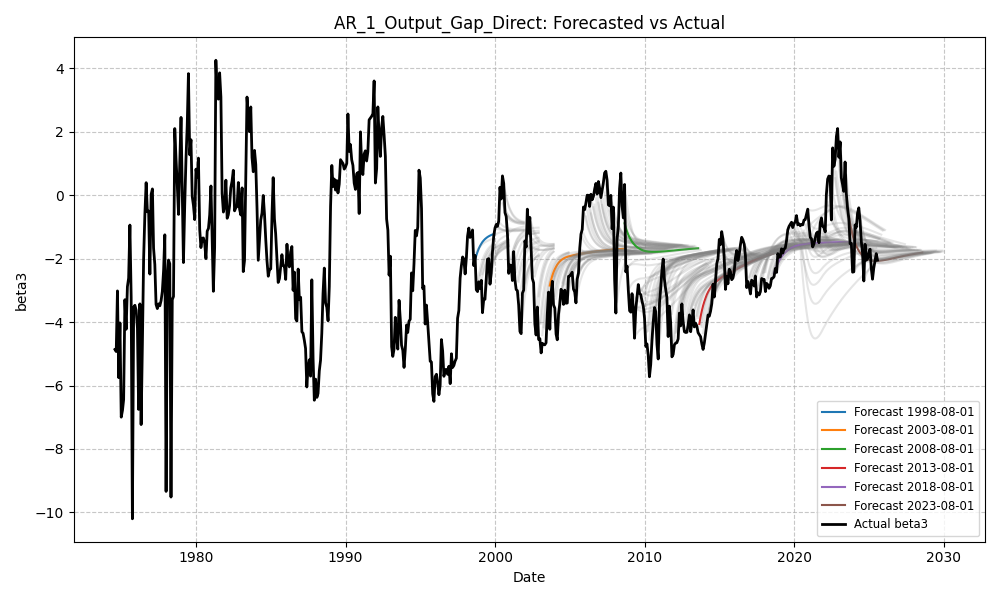 AR_1_Output_Gap_Direct: Forecasted vs Actual
beta3
4
2
0
−2
−4
−6
−8
−10
1980
1990
2000
2010
2020
2030
Date
Forecast 1998-08-01
Forecast 2003-08-01
Forecast 2008-08-01
Forecast 2013-08-01
Forecast 2018-08-01
Forecast 2023-08-01
Actual beta3